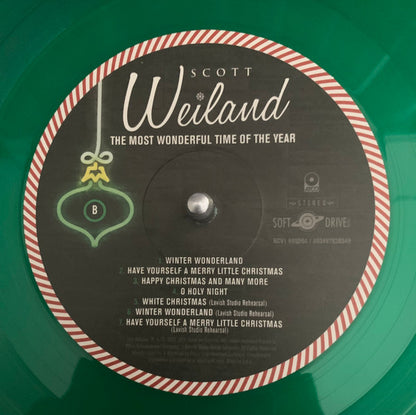 SCOTT
Weiland
THE MOST WONDERFUL TIME OF THE YEAR
B
STEREO
SOFT DRIVE
1. WINTER WONDERLAND
2. HAVE YOURSELF A MERRY LITTLE CHRISTMAS
3. HAPPY CHRISTMAS AND MANY MORE
4. O HOLY NIGHT
5. WHITE CHRISTMAS (Lavish Studio Rehearsal)
6. WINTER WONDERLAND (Lavish Studio Rehearsal)
7. HAVE YOURSELF A MERRY LITTLE CHRISTMAS
(Lavish Studio Rehearsal)